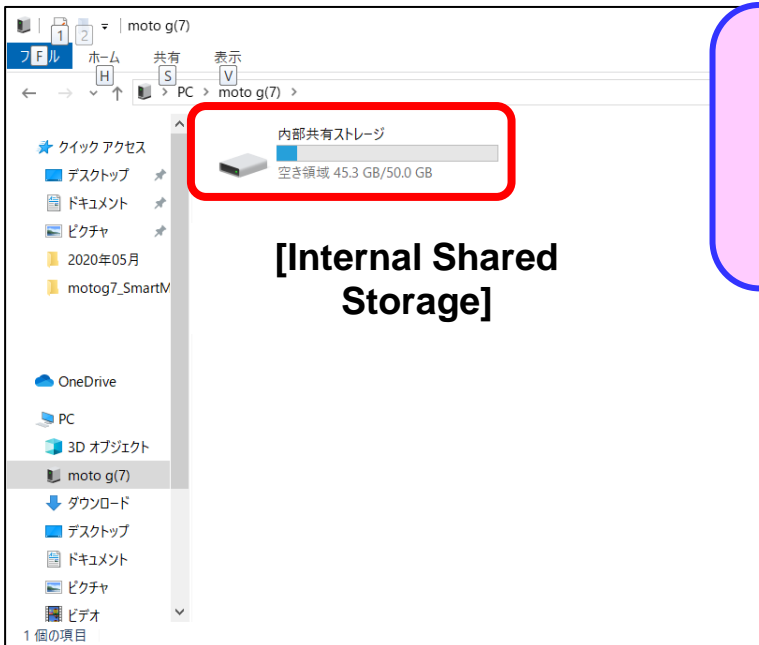 moto g(7)
1 2
ファイル ホーム 共有 表示
F H S V
PC > moto g(7) >
クイック アクセス
デスクトップ
ドキュメント
ピクチャ
2020年05月
motog7_SmartM
OneDrive
PC
3D オブジェクト
moto g(7)
ダウンロード
デスクトップ
ドキュメント
ピクチャ
ビデオ
1 個の項目
内部共有ストレージ
空き領域 45.3 GB/50.0 GB
[Internal Shared
Storage]